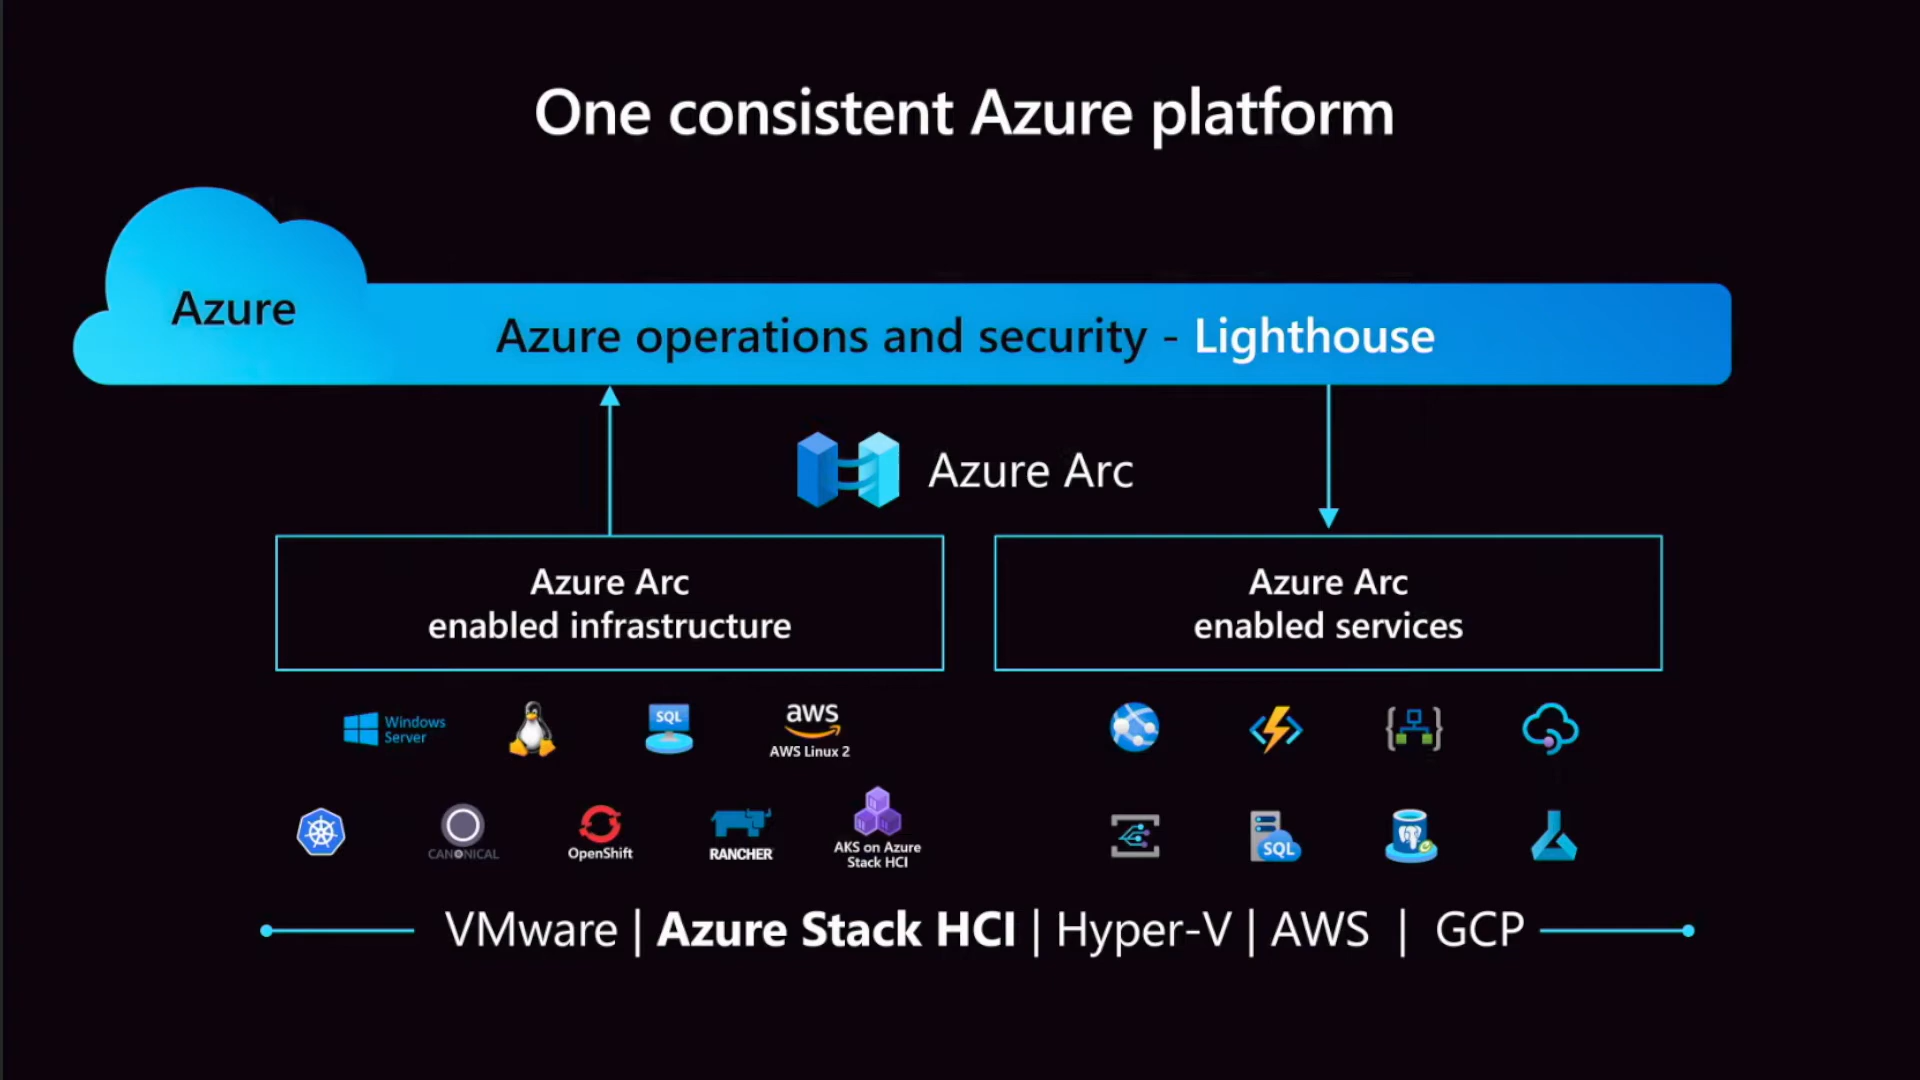 One consistent Azure platform
Azure
Azure operations and security - Lighthouse
Azure Arc
Azure Arc
enabled infrastructure
Azure Arc
enabled services
Windows
Server
SQL
aws
AWS Linux 2
CANONICAL
OpenShift
RANCHER
AKS on Azure
Stack HCI
SQL
VMware | Azure Stack HCI | Hyper-V | AWS | GCP